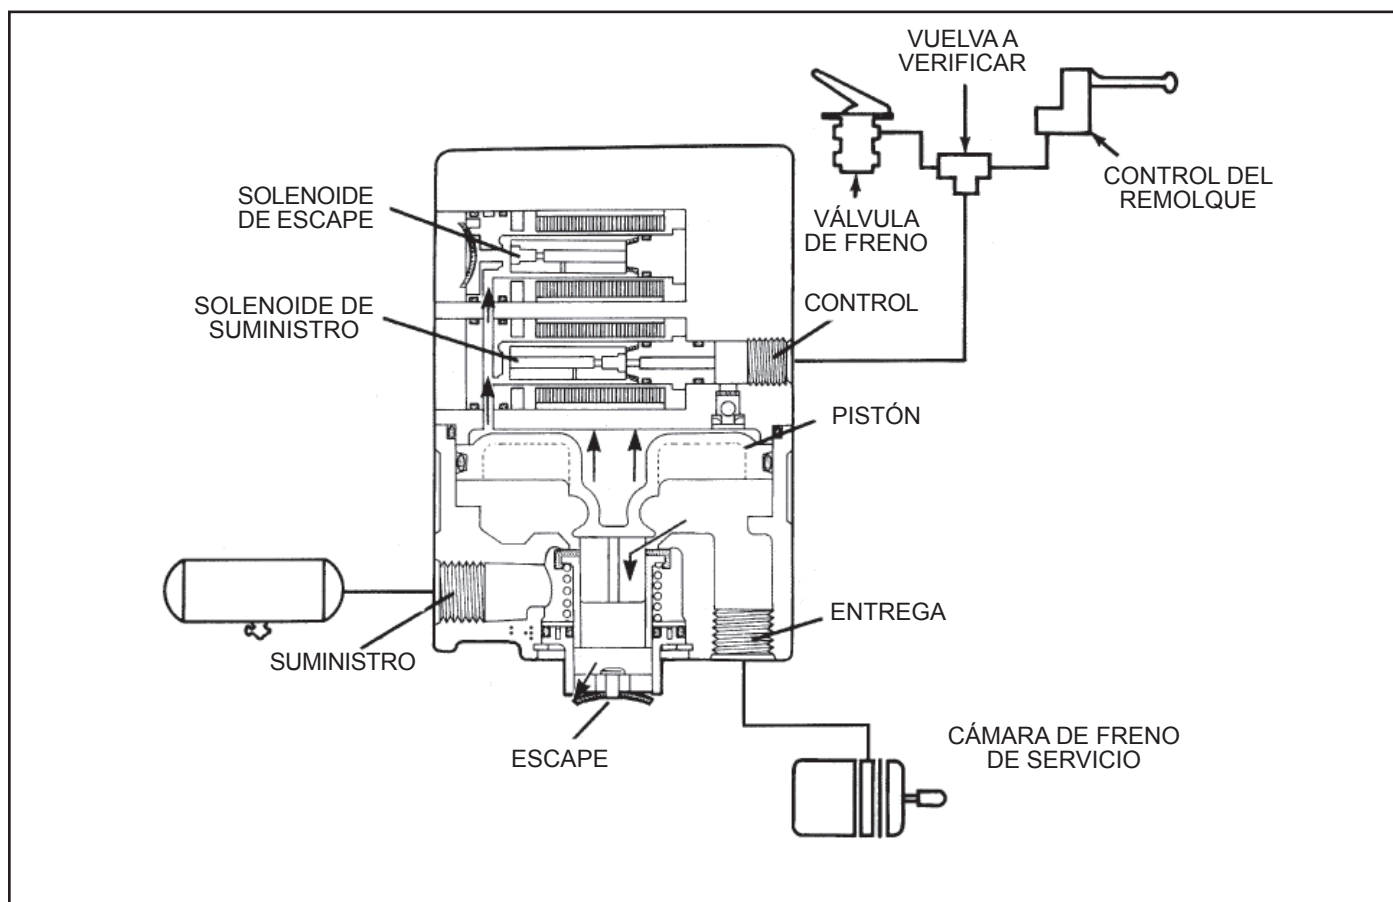 VUELVA A
VERIFICAR
CONTROL DEL
REMOLQUE
SOLENOIDE
DE ESCAPE
VÁLVULA
DE FRENO
SOLENOIDE DE
SUMINISTRO
CONTROL
PISTÓN
ENTREGA
SUMINISTRO
ESCAPE
CÁMARA DE FRENO
DE SERVICIO